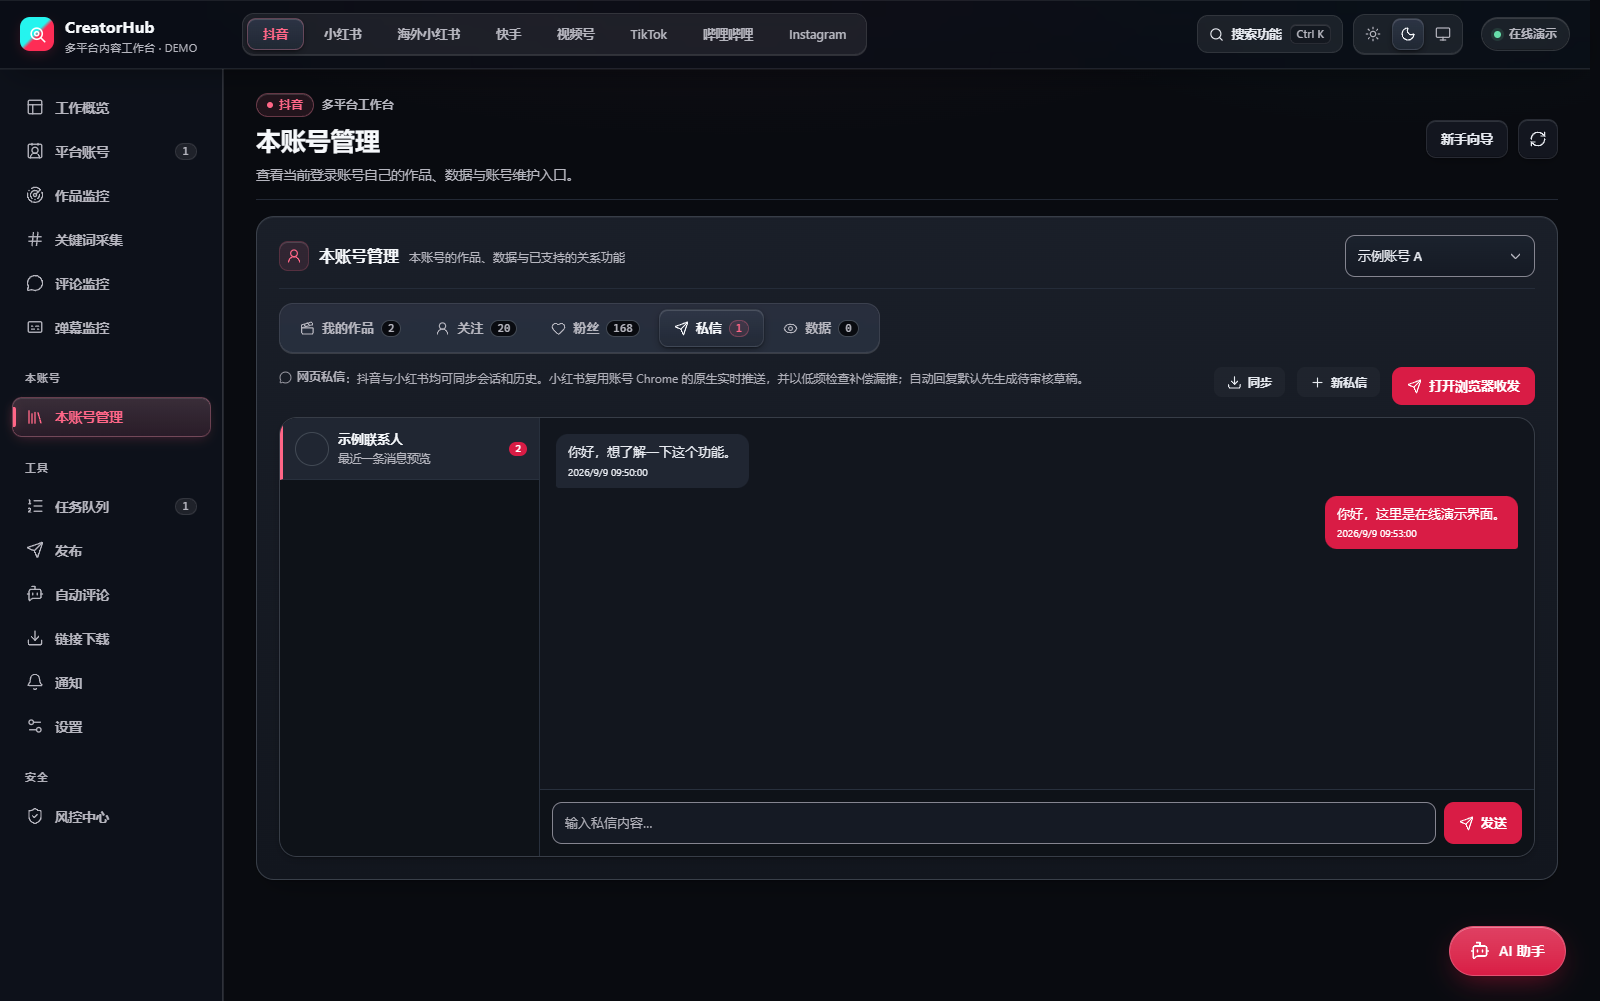 CreatorHub
多平台内容工作台 · DEMO
抖音
小红书
海外小红书
快手
视频号
TikTok
哔哩哔哩
Instagram
搜索功能 Ctrl K
在线演示
工作概览
平台账号 1
作品监控
关键词采集
评论监控
弹幕监控
本账号
本账号管理
工具
任务队列 1
发布
自动评论
链接下载
通知
设置
安全
风控中心
抖音 多平台工作台
本账号管理
查看当前登录账号自己的作品、数据与账号维护入口。
新手向导
本账号管理 本账号的作品、数据与已支持的关系功能
示例账号 A
我的作品 2
关注 20
粉丝 168
私信 1
数据 0
网页私信；抖音与小红书均可同步会话和历史。小红书复用账号 Chrome 的原生实时推送，并以低频检查补偿漏推；自动回复默认先生成待审核草稿。
同步
新私信
打开浏览器收发
示例联系人
最近一条消息预览
2
你好，想了解一下这个功能。
2026/9/9 09:50:00
你好，这里是在线演示界面。
2026/9/9 09:53:00
输入私信内容...
发送
AI 助手